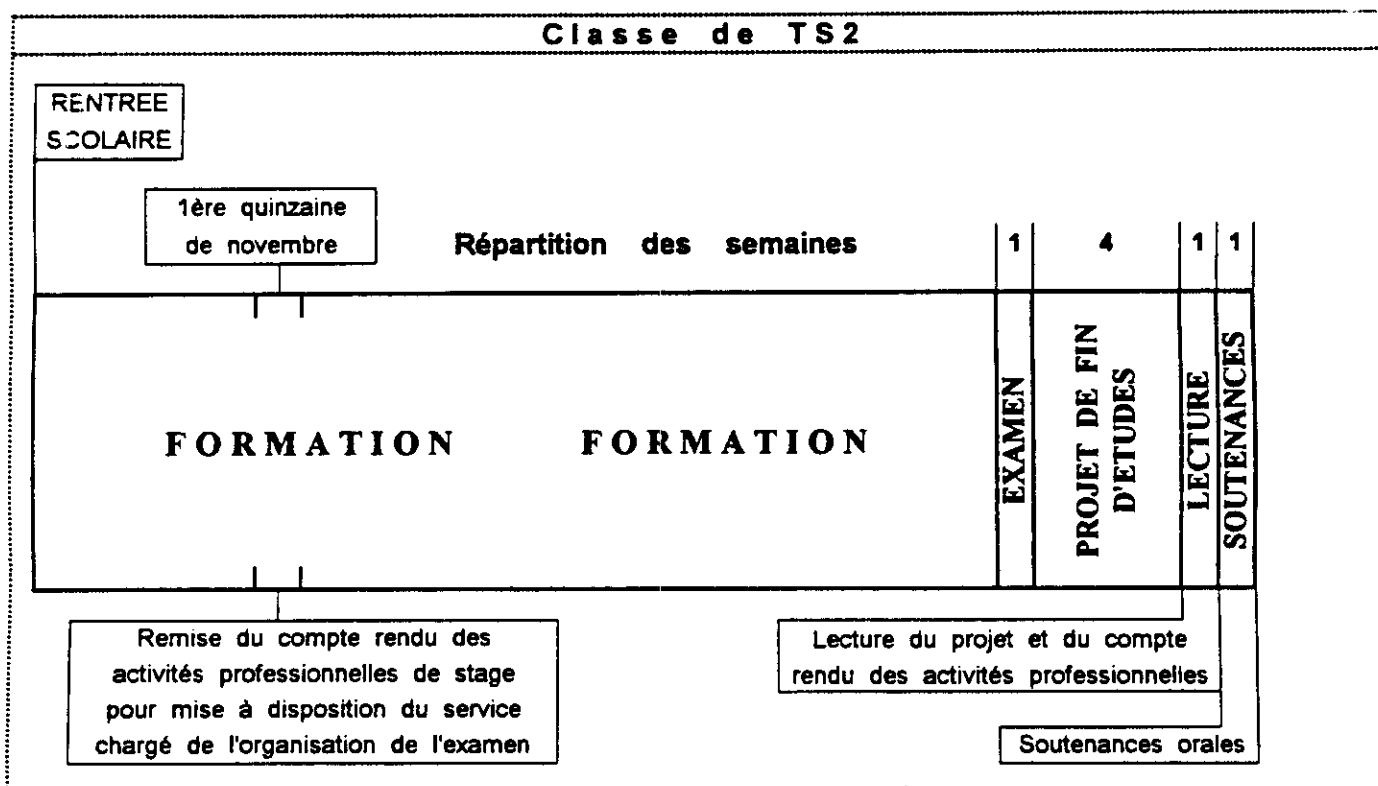 Classe de TS2
RENTREE
SCOLAIRE
1ère quinzaine
de novembre
Répartition des semaines
1
4
1
1
FORMATION
FORMATION
EXAMEN
PROJET DE FIN
D'ETUDES
LECTURE
SOUTENANCES
Remise du compte rendu des
activités professionnelles de stage
pour mise à disposition du service
chargé de l'organisation de l'examen
Lecture du projet et du compte
rendu des activités professionnelles
Soutenances orales